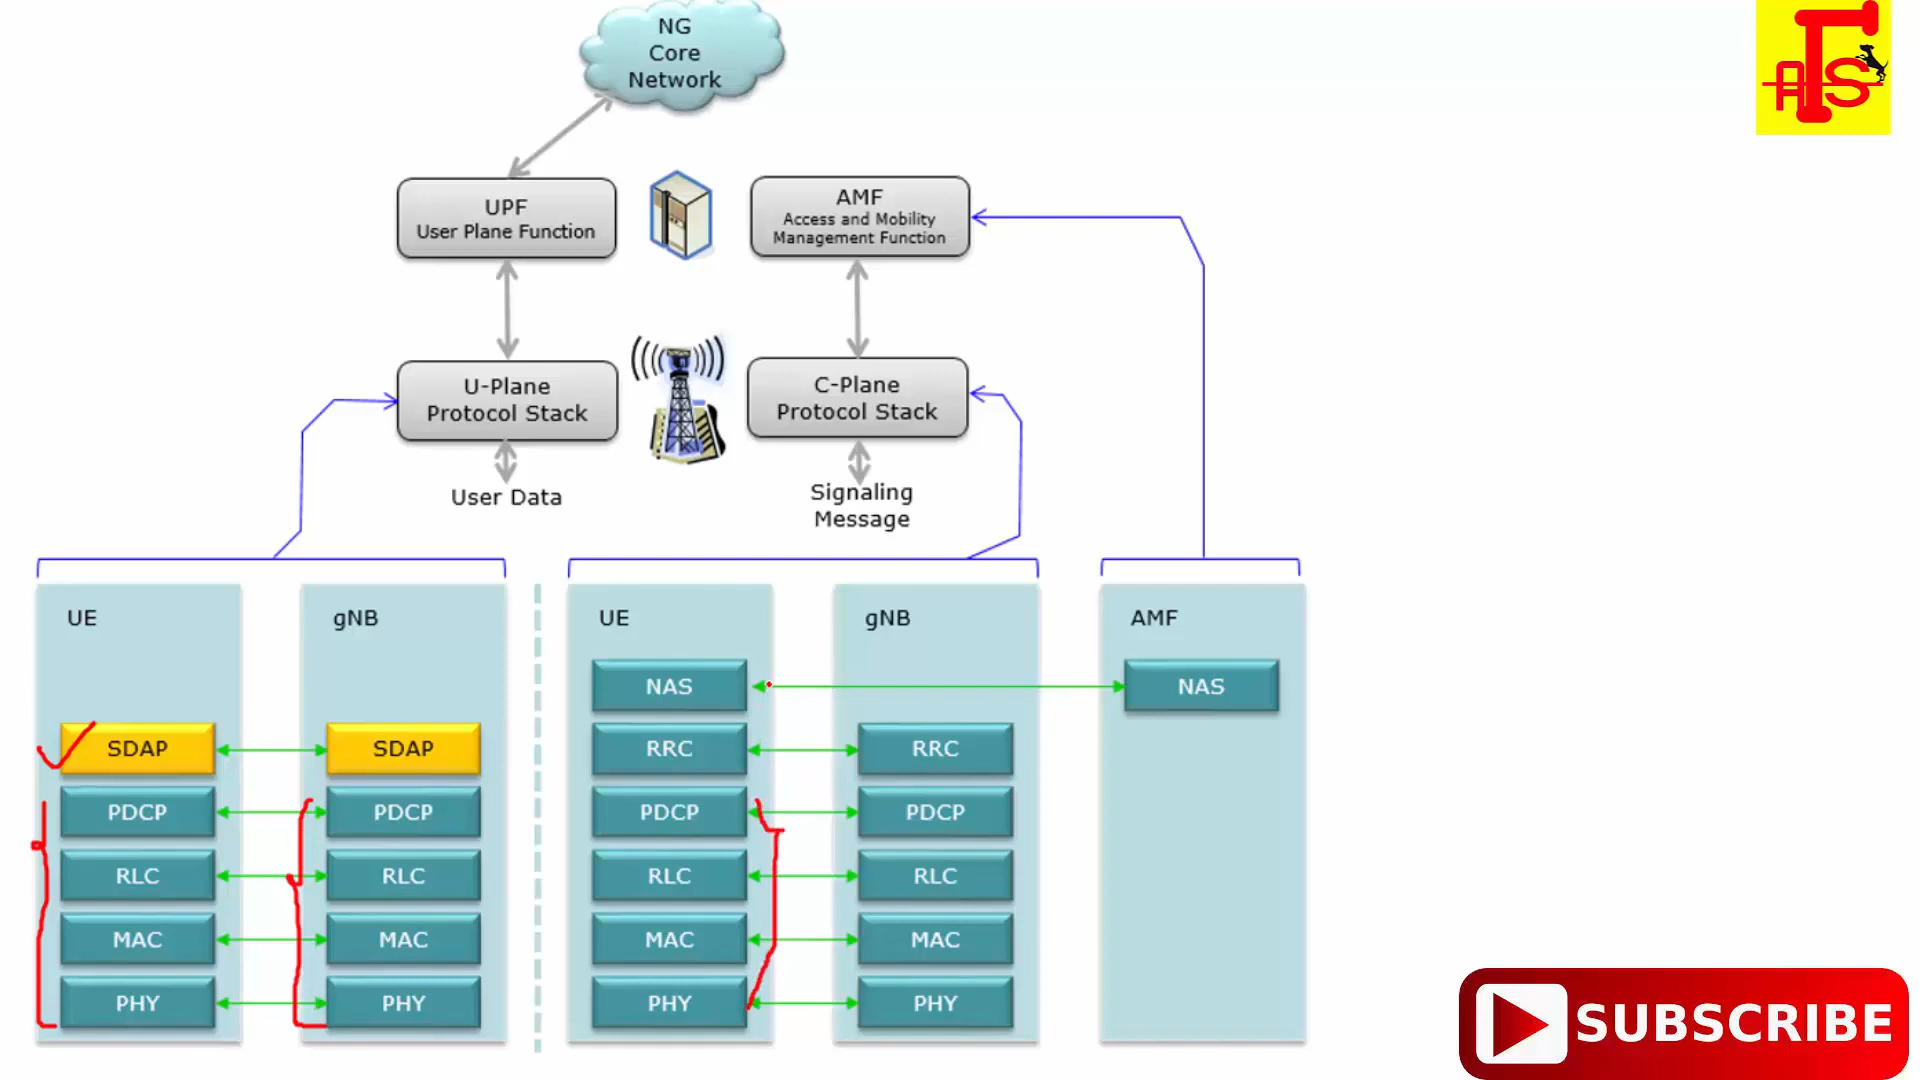 NG
Core
Network
UPF
User Plane Function
AMF
Access and Mobility
Management Function
U-Plane
Protocol Stack
C-Plane
Protocol Stack
User Data
Signaling
Message
UE
gNB
UE
gNB
AMF
NAS
NAS
SDAP
SDAP
RRC
RRC
PDCP
PDCP
PDCP
PDCP
RLC
RLC
RLC
RLC
MAC
MAC
MAC
MAC
PHY
PHY
PHY
PHY
SUBSCRIBE